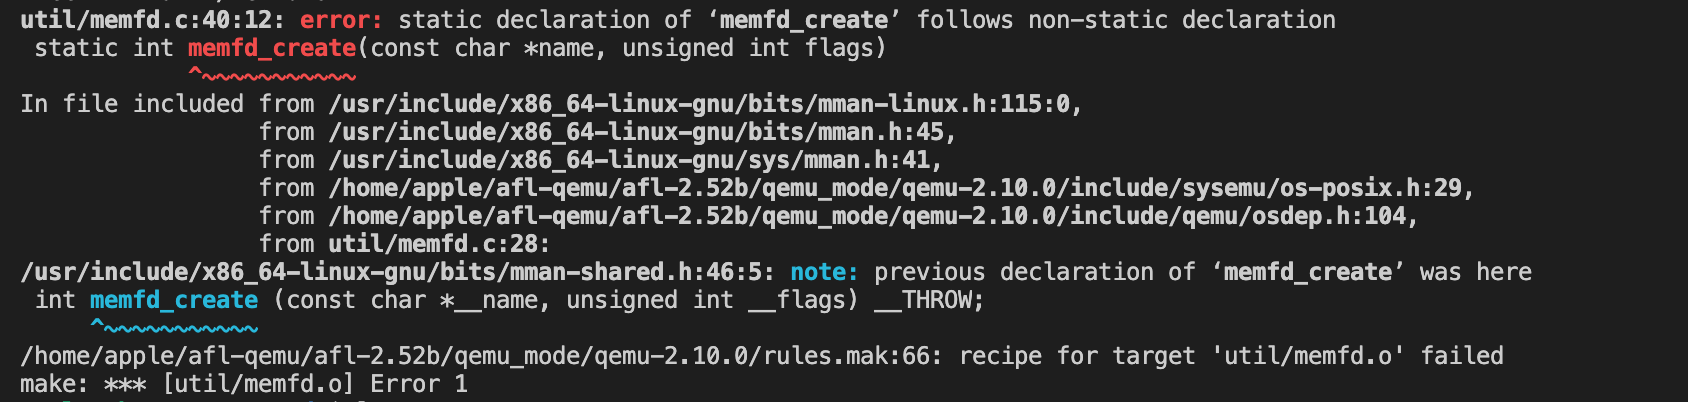 util/memfd.c:40:12: error: static declaration of ‘memfd_create’ follows non-static declaration
static int memfd_create(const char *name, unsigned int flags)
^~~~~~~~~~~~
In file included from /usr/include/x86_64-linux-gnu/bits/mman-linux.h:115:0,
from /usr/include/x86_64-linux-gnu/bits/mman.h:45,
from /usr/include/x86_64-linux-gnu/sys/mman.h:41,
from /home/apple/afl-qemu/afl-2.52b/qemu_mode/qemu-2.10.0/include/sysemu/os-posix.h:29,
from /home/apple/afl-qemu/afl-2.52b/qemu_mode/qemu-2.10.0/include/qemu/osdep.h:104,
from util/memfd.c:28:
/usr/include/x86_64-linux-gnu/bits/mman-shared.h:46:5: note: previous declaration of ‘memfd_create’ was here
int memfd_create (const char *__name, unsigned int __flags) __THROW;
^~~~~~~~~~~~
/home/apple/afl-qemu/afl-2.52b/qemu_mode/qemu-2.10.0/rules.mak:66: recipe for target 'util/memfd.o' failed
make: *** [util/memfd.o] Error 1